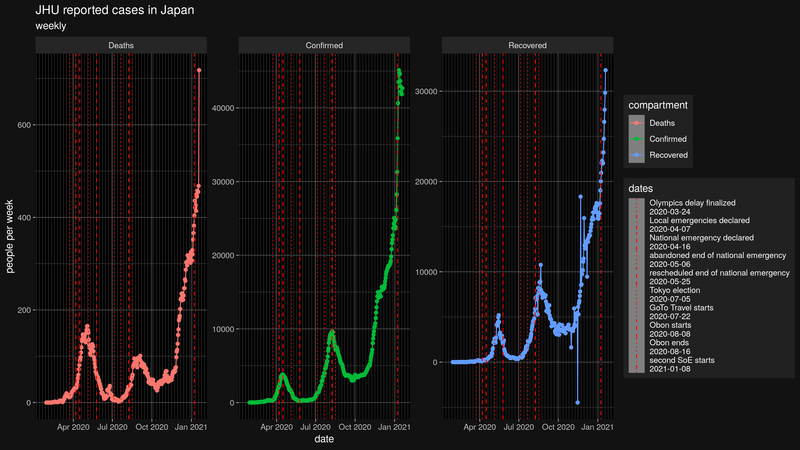 JHU reported cases in Japan
weekly
Deaths
Confirmed
Recovered
people per week
600
400
200
0
40000
30000
20000
10000
0
30000
20000
10000
0
Apr 2020 Jul 2020 Oct 2020 Jan 2021
Apr 2020 Jul 2020 Oct 2020 Jan 2021
Apr 2020 Jul 2020 Oct 2020 Jan 2021
date
compartment
Deaths
Confirmed
Recovered
dates
Olympics delay finalized
2020-03-24
Local emergencies declared
2020-04-07
National emergency declared
2020-04-16
abandoned end of national emergency
2020-05-06
rescheduled end of national emergency
2020-05-25
Tokyo election
2020-07-05
GoTo Travel starts
2020-07-22
Obon starts
2020-08-08
Obon ends
2020-08-16
second SoE starts
2021-01-08